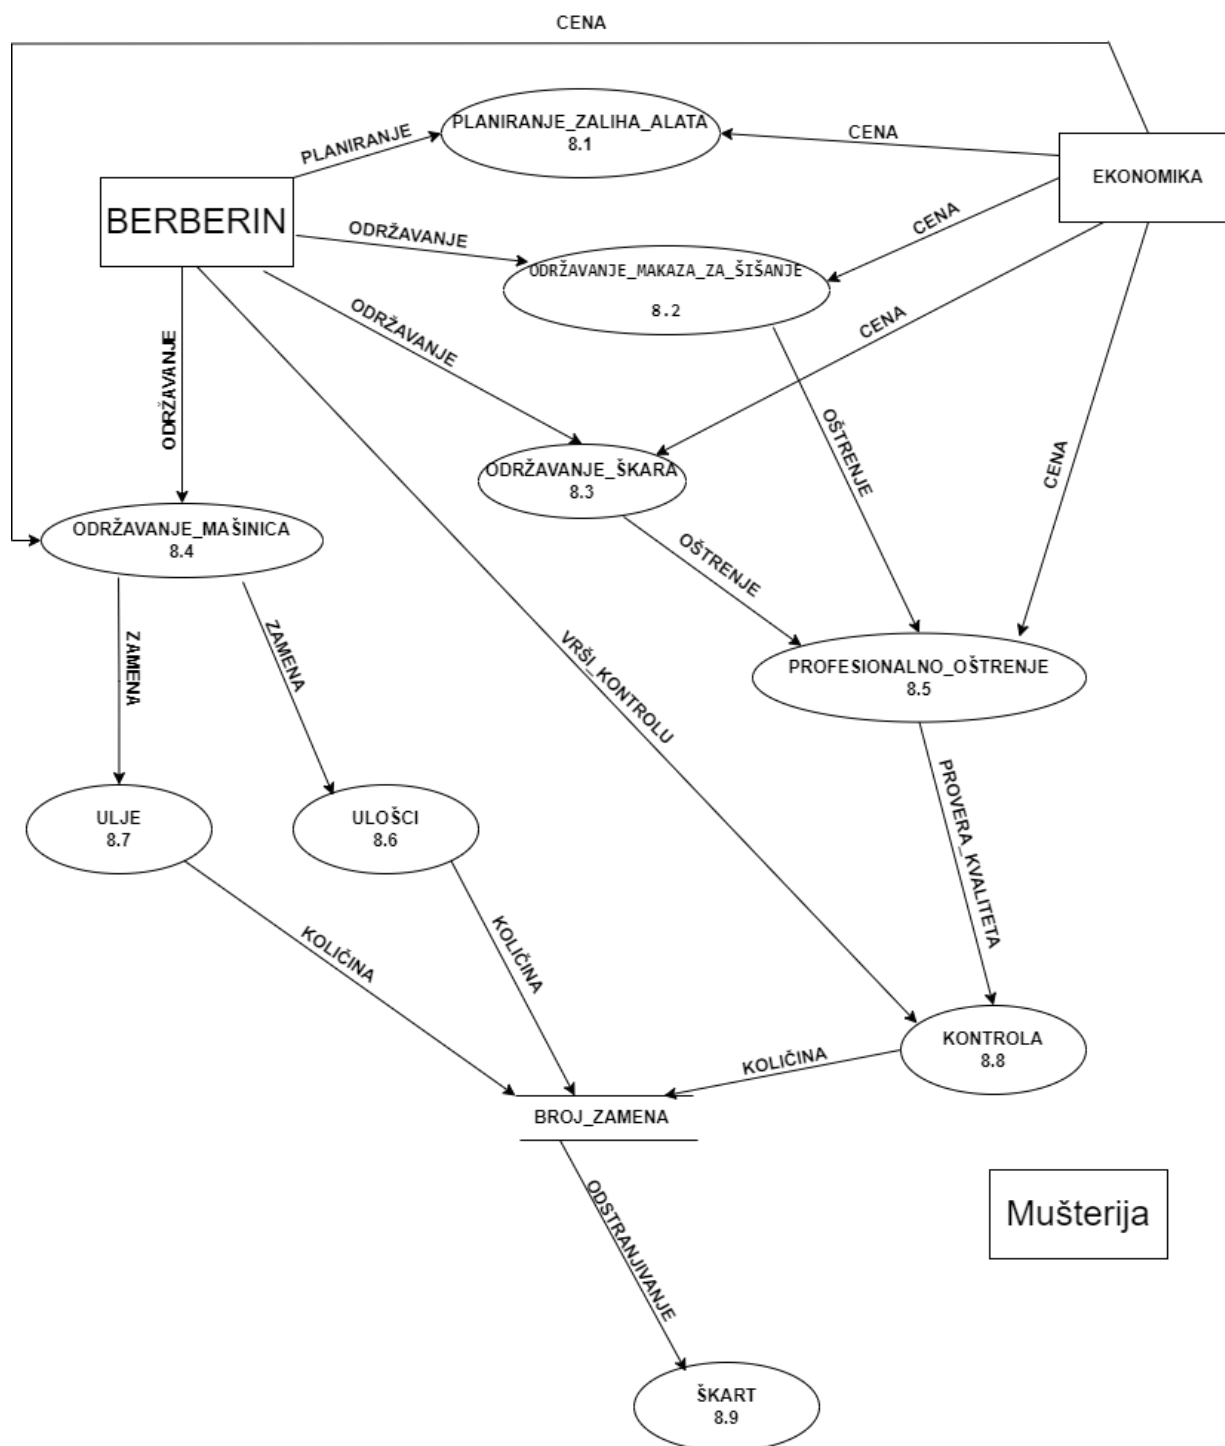 CENA
PLANIRANJE_ZALIHA_ALATA
8.1
PLANIRANJE
CENA
EKONOMIKA
BERBERIN
ODRŽAVANJE
CENA
ODRŽAVANJE_MAKAZA_ZA_ŠIŠANJE
8.2
ODRŽAVANJE
ODRŽAVANJE
CENA
OŠTRENJE
CENA
ODRŽAVANJE_ŠKARA
8.3
ODRŽAVANJE_MAŠINICA
8.4
OŠTRENJE
ZAMENA
ZAMENA
VRŠI_KONTROLU
PROFESIONALNO_OŠTRENJE
8.5
ULJE
8.7
ULOŠCI
8.6
PROVERA_KVALITETA
KOLIČINA
KOLIČINA
KOLIČINA
KONTROLA
8.8
BROJ_ZAMENA
ODSTRANJIVANJE
Mušterija
ŠKART
8.9